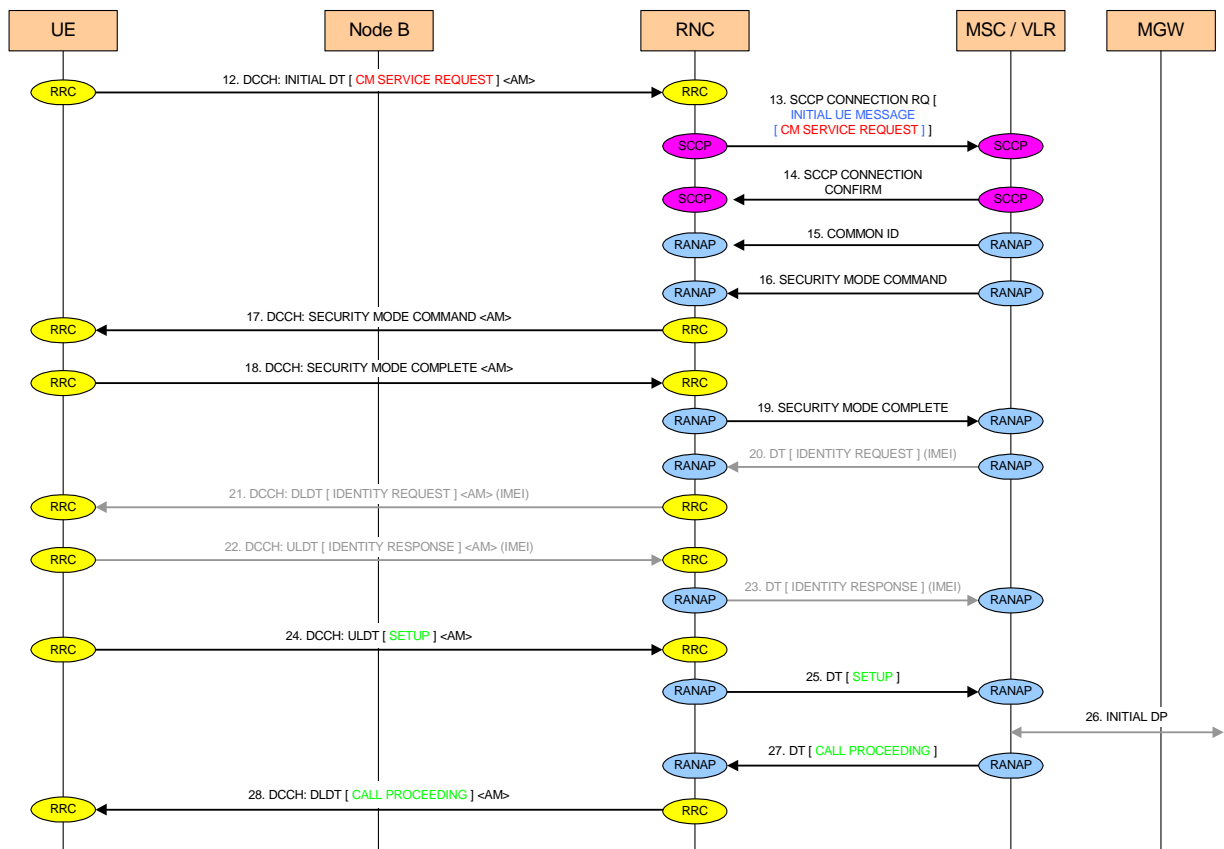 UE
Node B
RNC
MSC / VLR
MGW
12. DCCH: INITIAL DT [ CM SERVICE REQUEST ] <AM>
RRC
RRC
13. SCCP CONNECTION RQ [
INITIAL UE MESSAGE
[ CM SERVICE REQUEST ] ]
SCCP
SCCP
14. SCCP CONNECTION
CONFIRM
SCCP
SCCP
15. COMMON ID
RANAP
RANAP
16. SECURITY MODE COMMAND
RANAP
RANAP
17. DCCH: SECURITY MODE COMMAND <AM>
RRC
RRC
18. DCCH: SECURITY MODE COMPLETE <AM>
RRC
RRC
19. SECURITY MODE COMPLETE
RANAP
RANAP
20. DT [ IDENTITY REQUEST ] (IMEI)
RANAP
RANAP
21. DCCH: DLDT [ IDENTITY REQUEST ] <AM> (IMEI)
RRC
RRC
22. DCCH: ULDT [ IDENTITY RESPONSE ] <AM> (IMEI)
RRC
RRC
23. DT [ IDENTITY RESPONSE ] (IMEI)
RANAP
RANAP
24. DCCH: ULDT [ SETUP ] <AM>
RRC
RRC
25. DT [ SETUP ]
RANAP
RANAP
26. INITIAL DP
27. DT [ CALL PROCEEDING ]
RANAP
RANAP
28. DCCH: DLDT [ CALL PROCEEDING ] <AM>
RRC
RRC